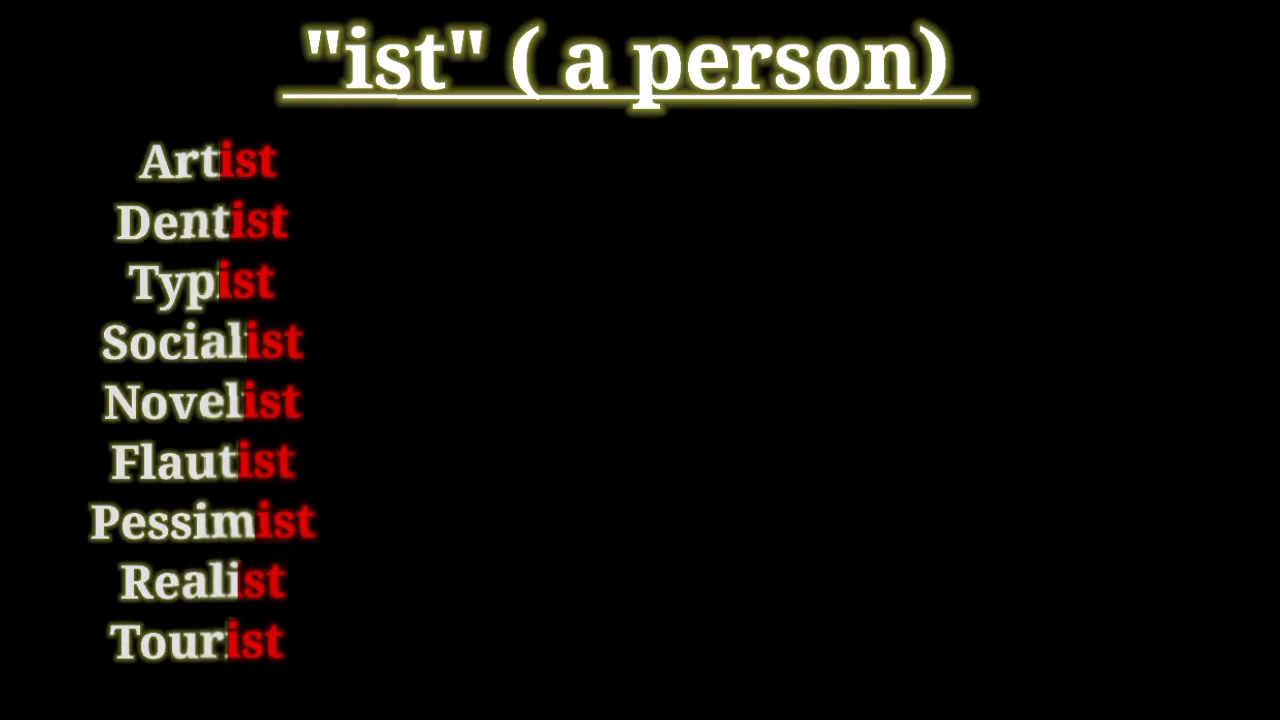 "ist" ( a person)
Artist
Dentist
Typist
Socialist
Novelist
Flautist
Pessimist
Realist
Tourist